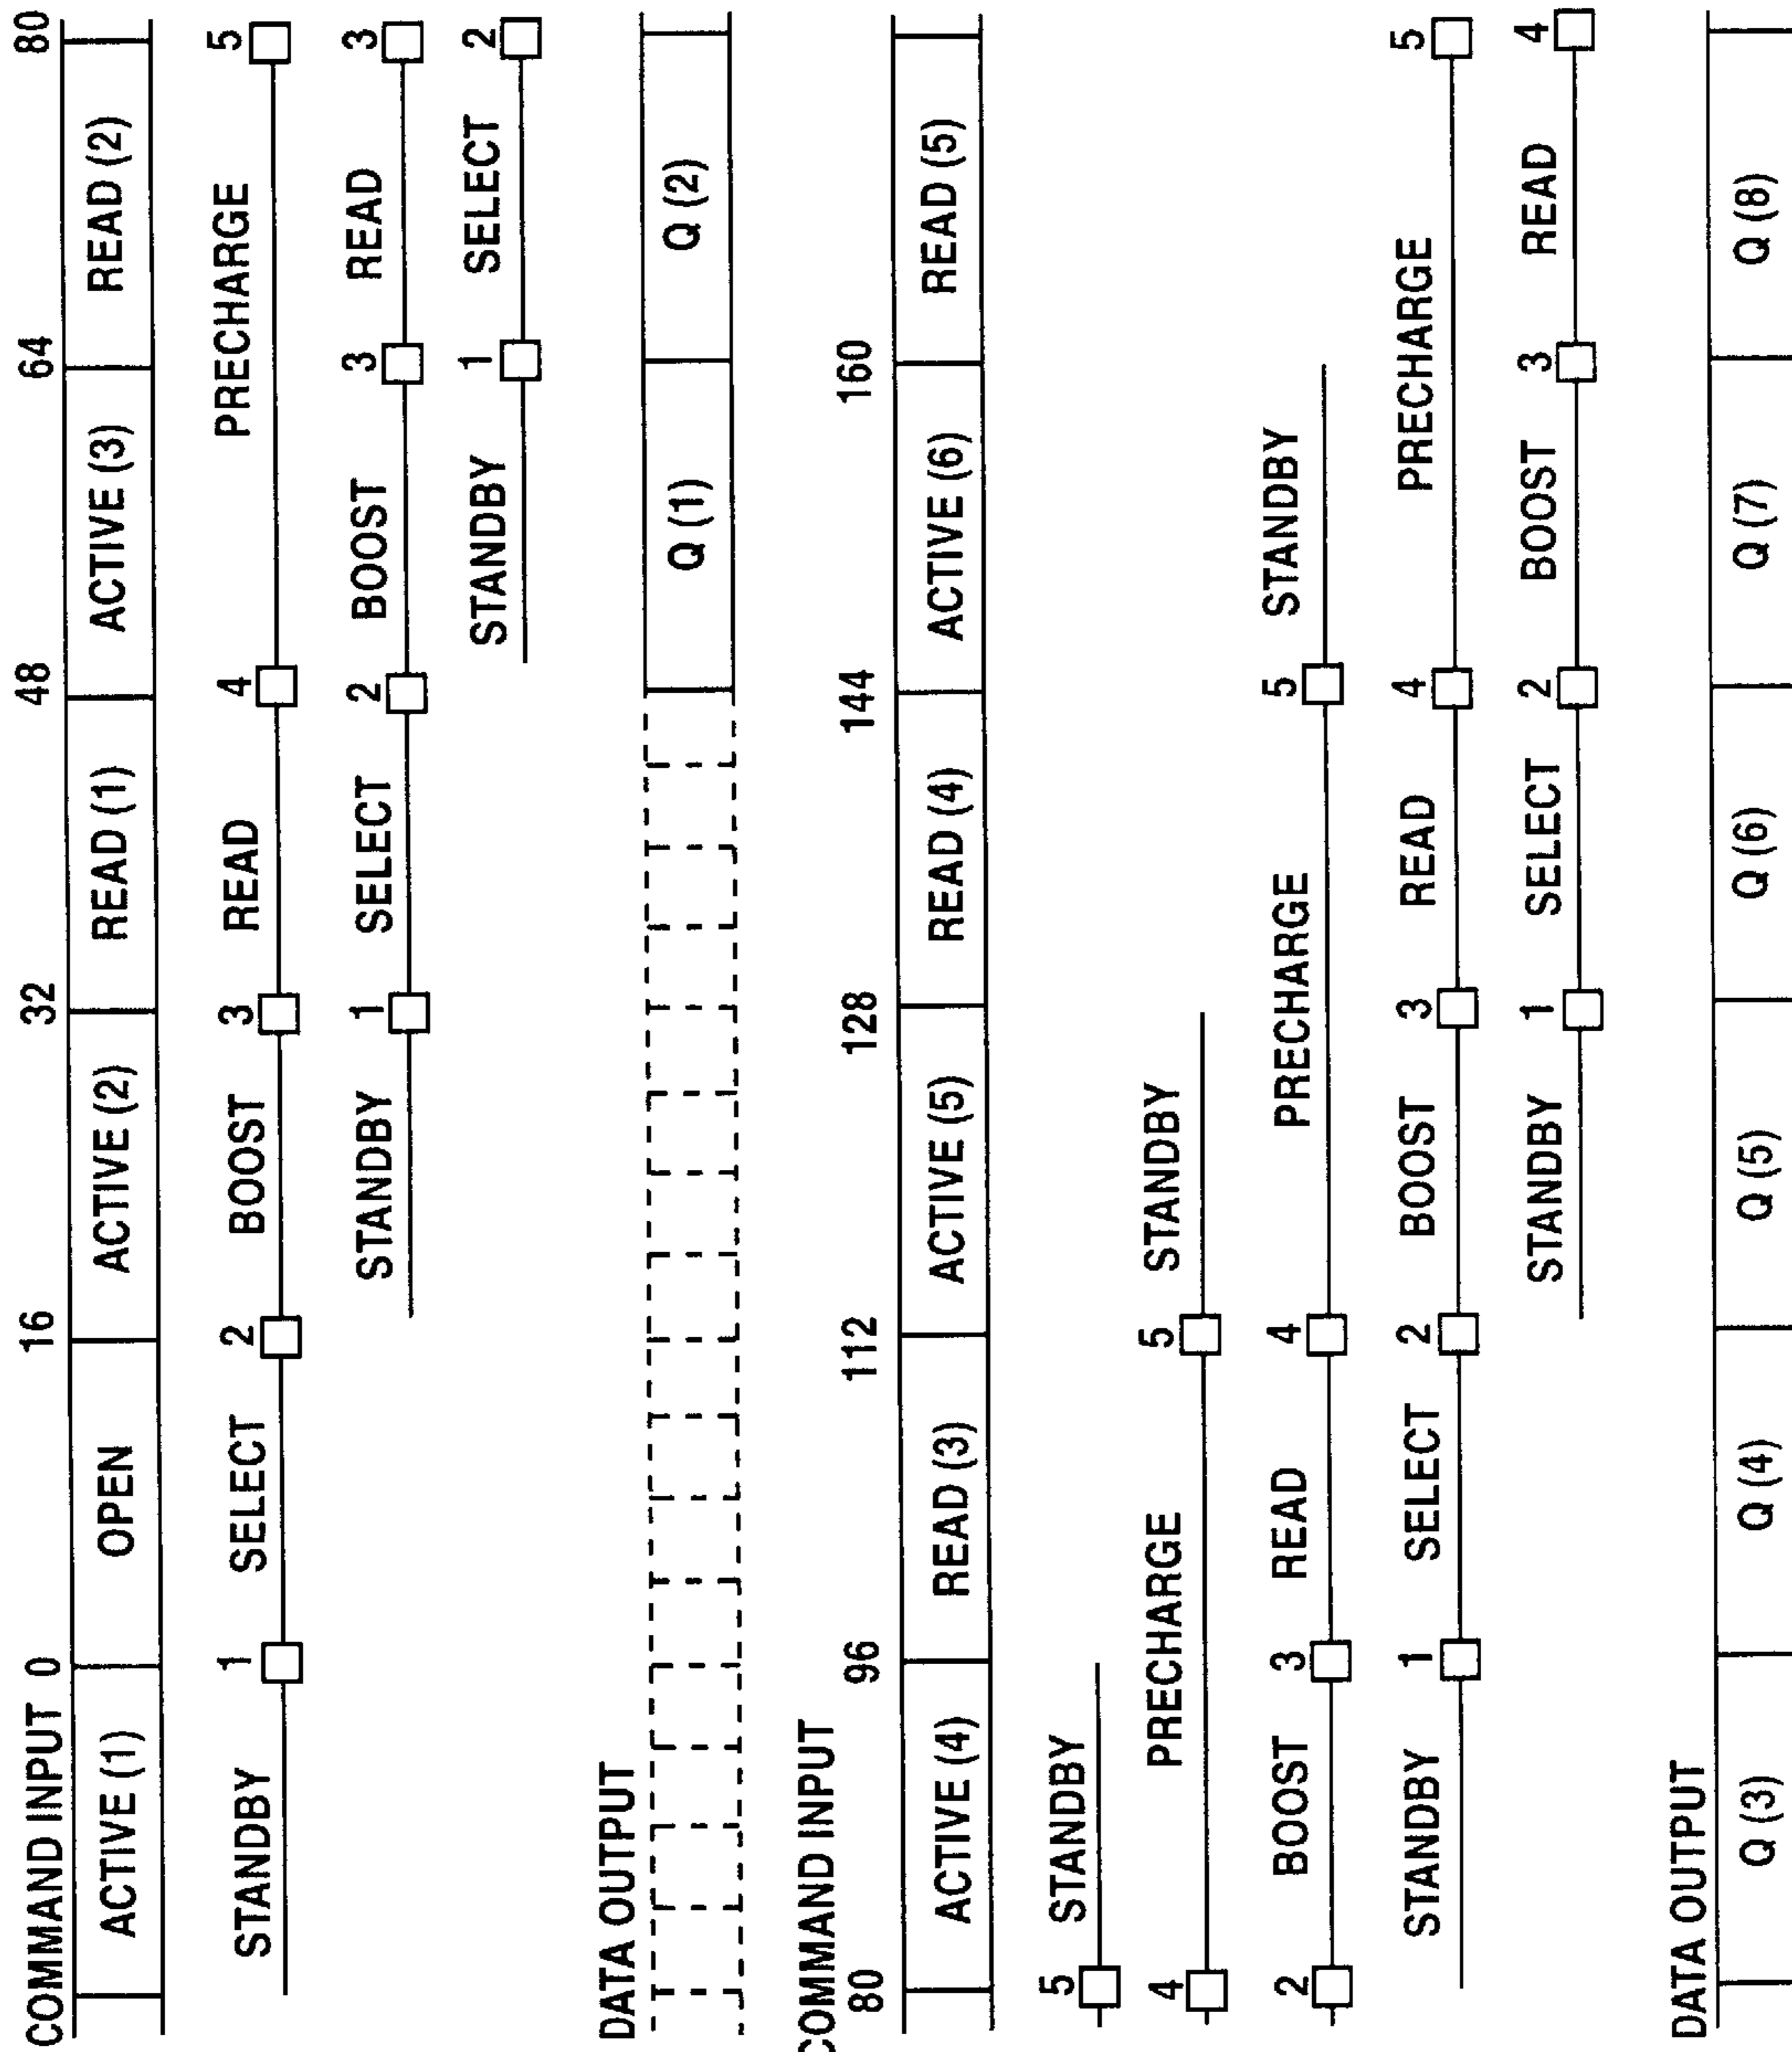 COMMAND INPUT 0 16 32 48 64 80
ACTIVE (1) OPEN ACTIVE (2) READ (1) ACTIVE (3) READ (2)
1 2 3 4 5
STANDBY SELECT BOOST READ PRECHARGE
1 2 3 3
STANDBY SELECT BOOST READ
1 2
STANDBY SELECT
DATA OUTPUT
Q (1) Q (2)
COMMAND INPUT
80 96 112 128 144 160
ACTIVE (4) READ (3) ACTIVE (5) READ (4) ACTIVE (6) READ (5)
5 STANDBY
4 PRECHARGE 5 STANDBY
2 BOOST 3 READ 4 PRECHARGE 5 STANDBY
STANDBY 1 SELECT 2 BOOST 3 READ 4 PRECHARGE 5
STANDBY 1 SELECT 2 BOOST 3 READ 4
DATA OUTPUT
Q (3) Q (4) Q (5) Q (6) Q (7) Q (8)